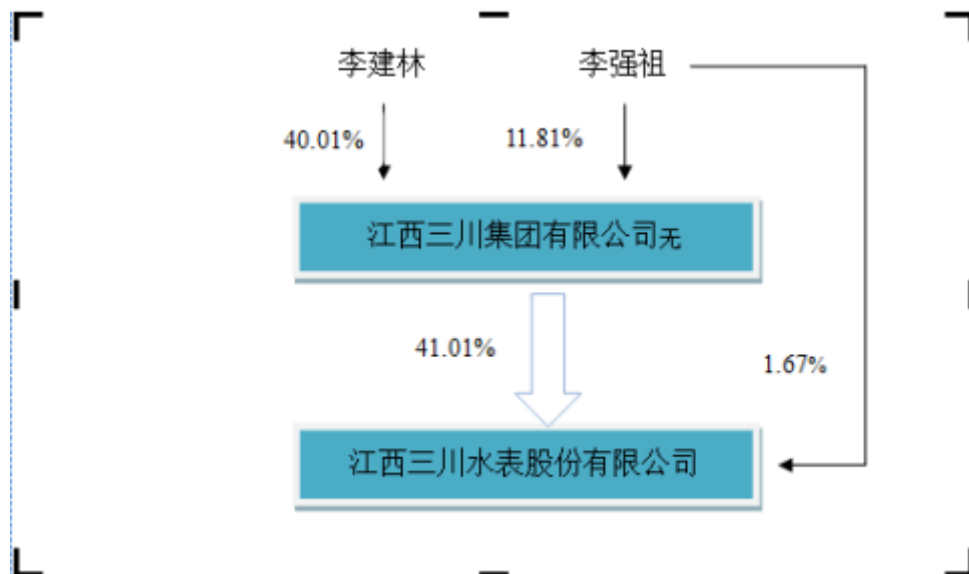 李建林
李强祖
40.01%
11.81%
江西三川集团有限公司无
41.01%
1.67%
江西三川水表股份有限公司